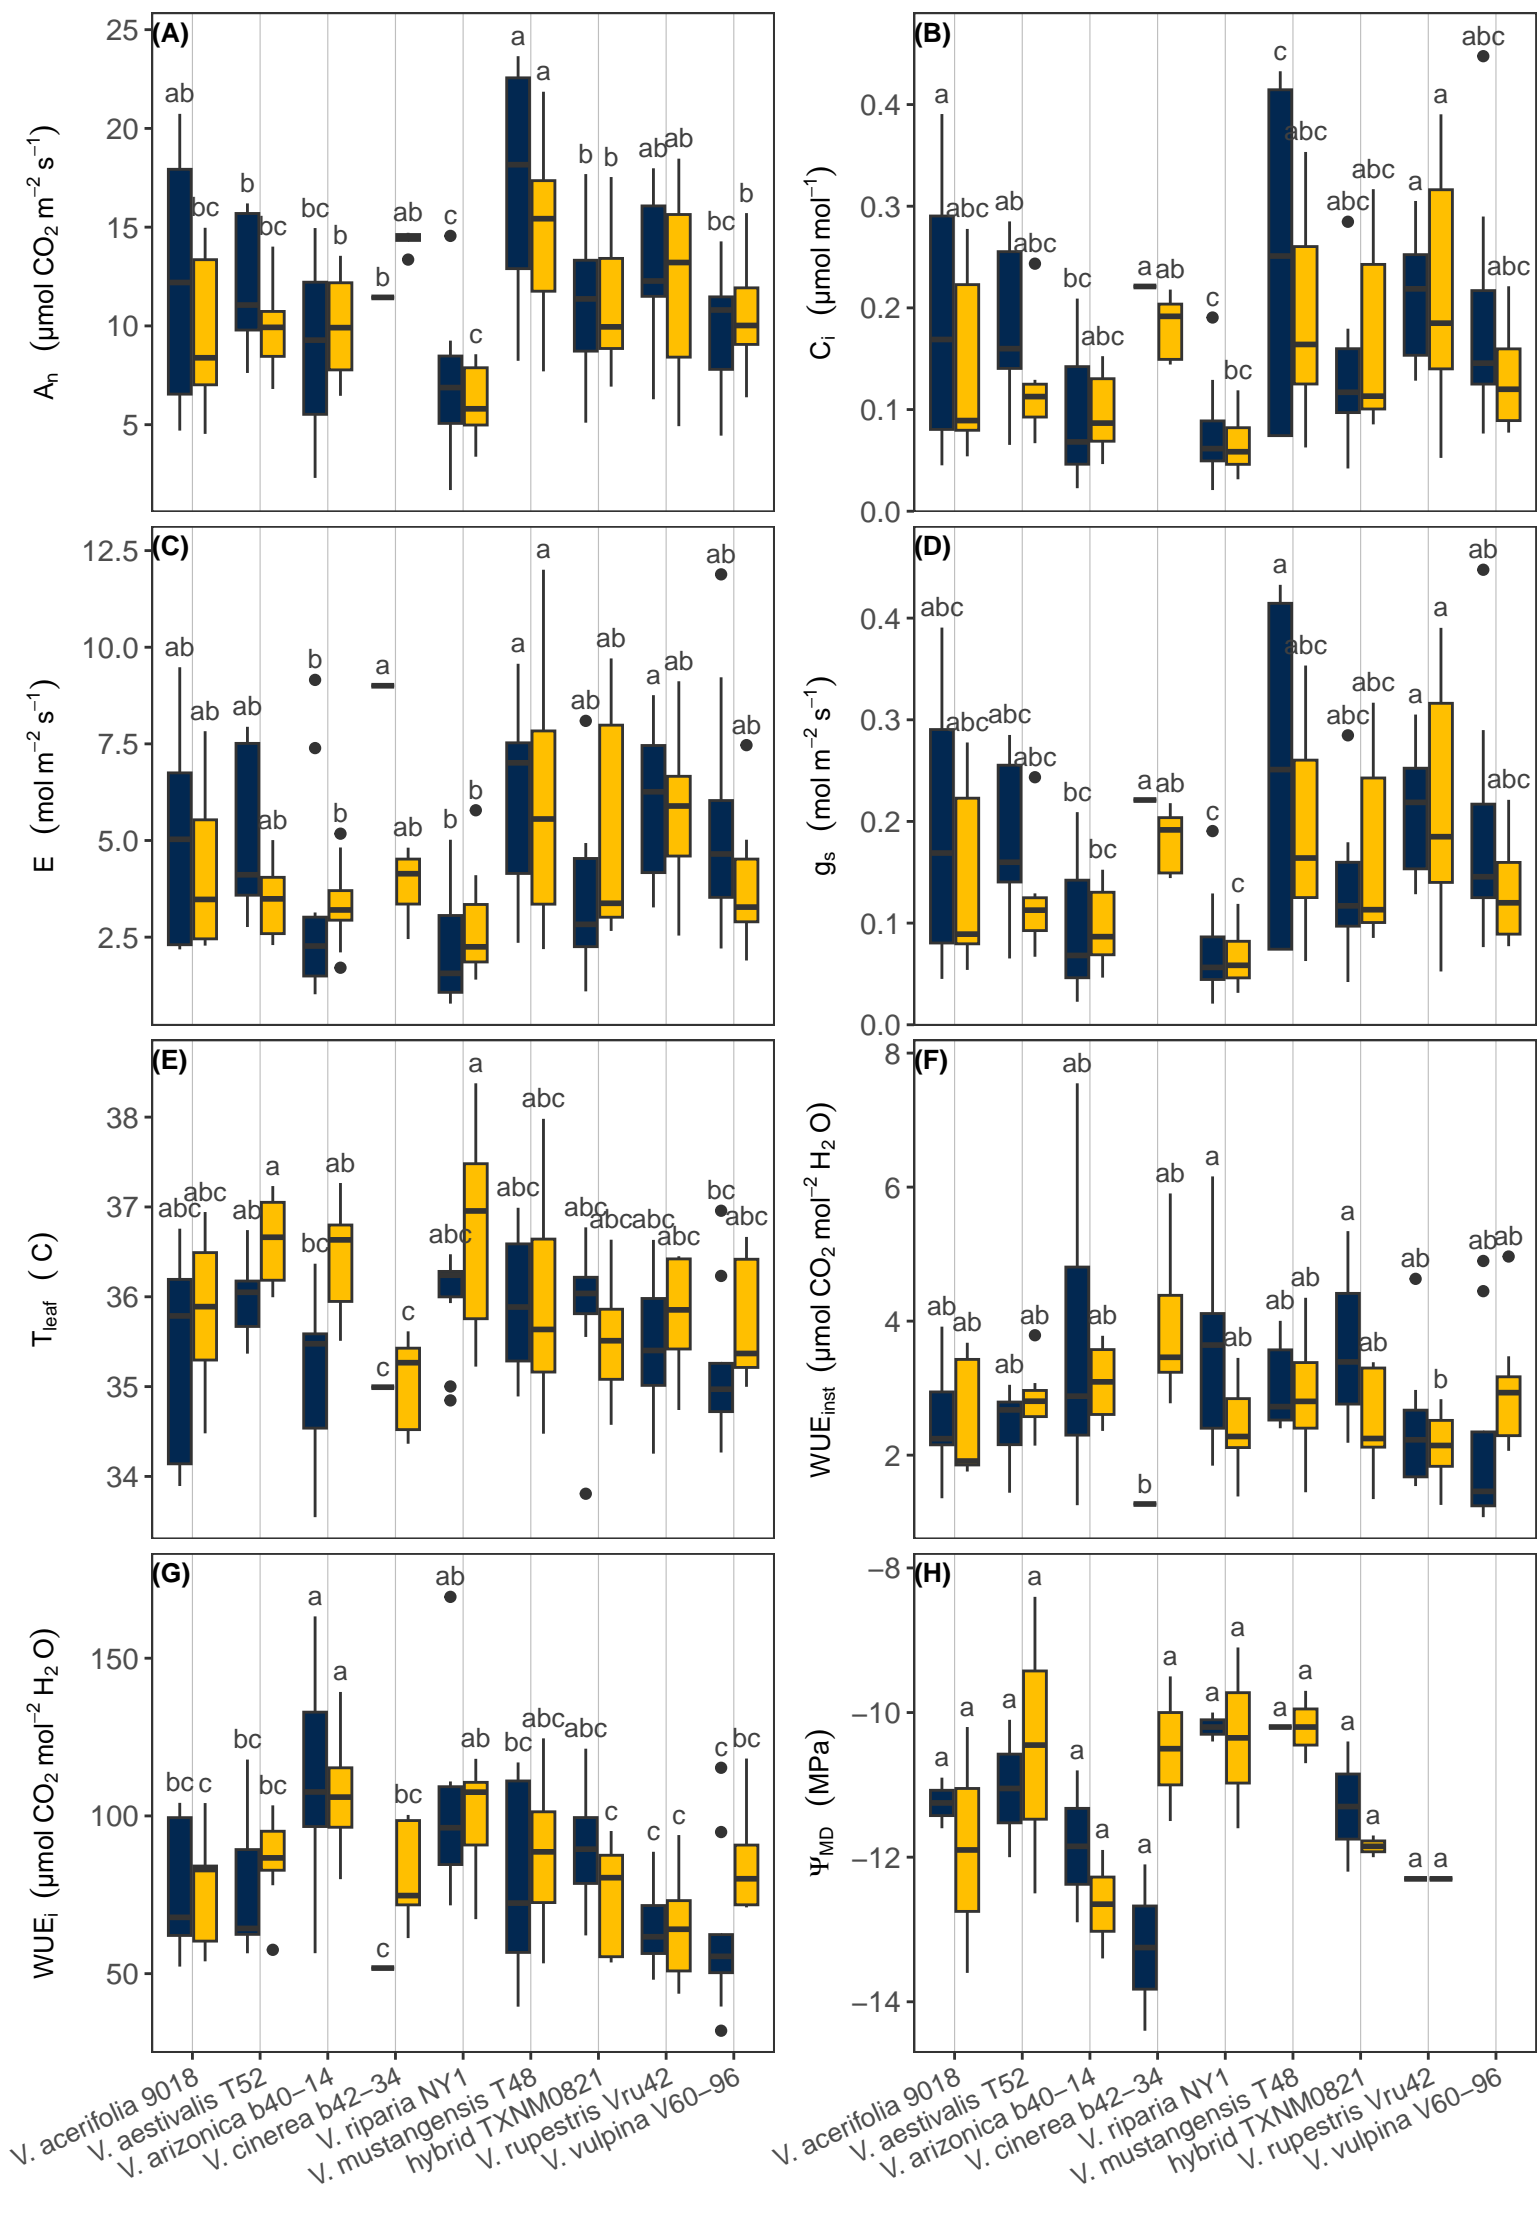 (A)
25
20
15
10
5
Aₙ (μmol CO₂ m⁻² s⁻¹)
ab bc b bc bc b b ab c c a a b b ab ab bc b
(B)
0.4
0.3
0.2
0.1
0.0
Cᵢ (μmol mol⁻¹)
a abc ab abc bc abc a ab c bc c abc abc abc a a abc abc
(C)
12.5
10.0
7.5
5.0
2.5
E (mol m⁻² s⁻¹)
ab ab ab ab b b a ab b b a a ab ab a ab ab ab
(D)
0.4
0.3
0.2
0.1
0.0
gₛ (mol m⁻² s⁻¹)
abc abc abc abc bc bc a ab c c a abc abc abc a a ab abc
(E)
38
37
36
35
34
T_leaf ( C)
abc abc ab a bc ab c c abc a abc abc abc abc abc abc bc abc
(F)
8
6
4
2
WUE_inst (μmol CO₂ mol⁻² H₂ O)
ab ab ab ab ab ab b ab a ab ab ab a ab ab b ab ab
(G)
150
100
50
WUEᵢ (μmol CO₂ mol⁻² H₂ O)
bc c bc bc a a c bc ab ab bc abc abc c c c c bc
(H)
−8
−10
−12
−14
Ψ_MD (MPa)
a a a a a a a a a a a a a a a a
V. acerifolia 9018
V. aestivalis T52
V. arizonica b40−14
V. cinerea b42−34
V. riparia NY1
V. mustangensis T48
hybrid TXNM0821
V. rupestris Vru42
V. vulpina V60−96
V. acerifolia 9018
V. aestivalis T52
V. arizonica b40−14
V. cinerea b42−34
V. riparia NY1
V. mustangensis T48
hybrid TXNM0821
V. rupestris Vru42
V. vulpina V60−96